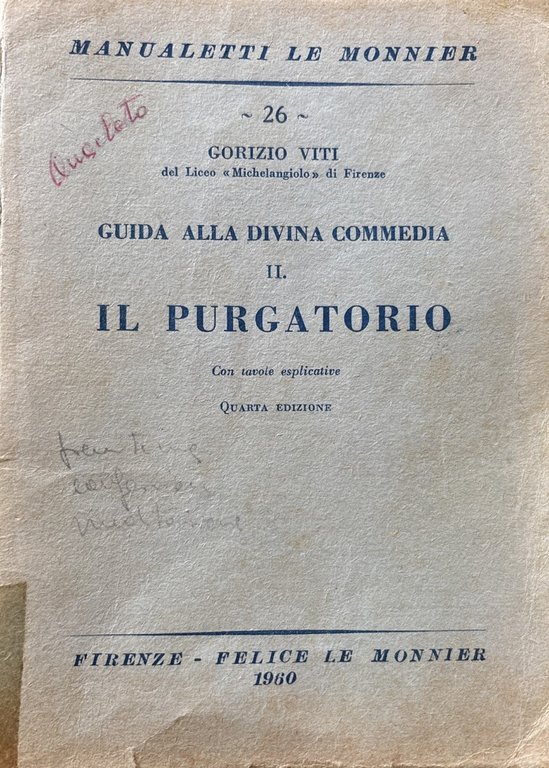 MANUALETTI LE MONNIER
~ 26 ~
GORIZIO VITI
del Liceo «Michelangiolo» di Firenze
GUIDA ALLA DIVINA COMMEDIA
II.
IL PURGATORIO
Con tavole esplicative
QUARTA EDIZIONE
FIRENZE - FELICE LE MONNIER
1960